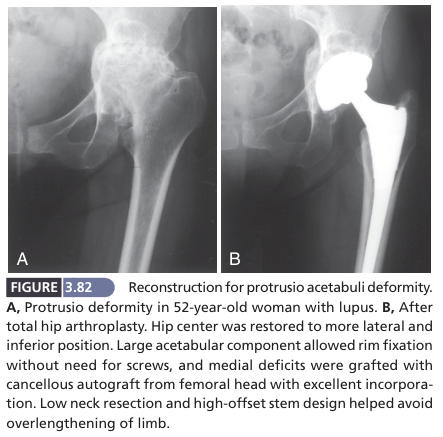 A
B
FIGURE 3.82 Reconstruction for protrusio acetabuli deformity.
A, Protrusio deformity in 52-year-old woman with lupus. B, After
total hip arthroplasty. Hip center was restored to more lateral and
inferior position. Large acetabular component allowed rim fixation
without need for screws, and medial deficits were grafted with
cancellous autograft from femoral head with excellent incorpora-
tion. Low neck resection and high-offset stem design helped avoid
overlengthening of limb.